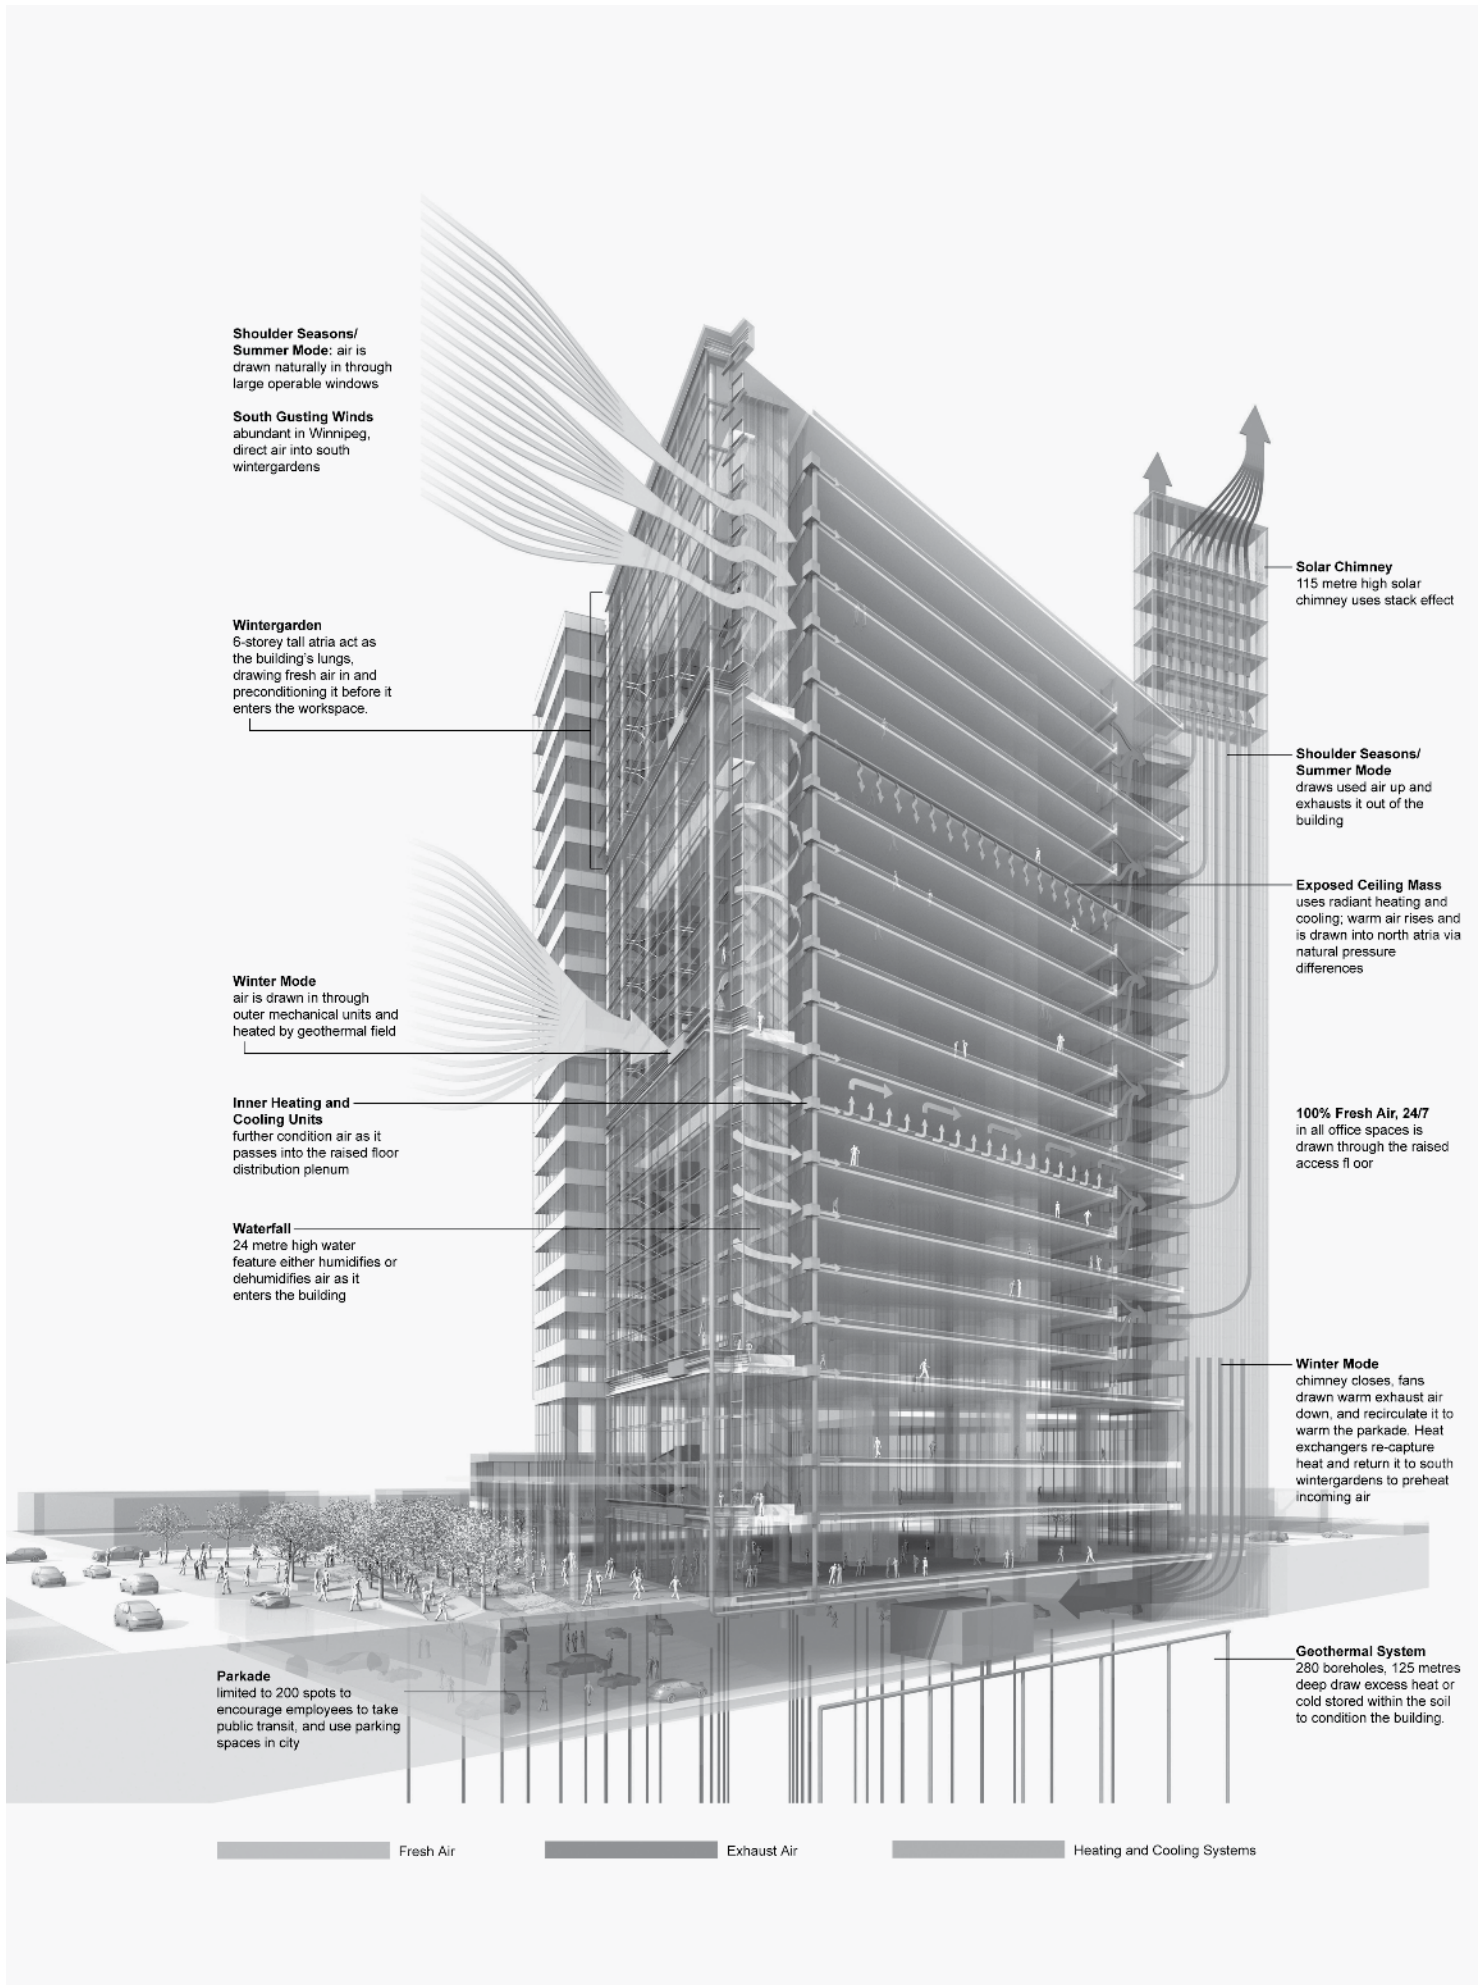 Shoulder Seasons/
Summer Mode: air is
drawn naturally in through
large operable windows
South Gusting Winds
abundant in Winnipeg,
direct air into south
wintergardens
Wintergarden
6-storey tall atria act as
the building's lungs,
drawing fresh air in and
preconditioning it before it
enters the workspace.
Winter Mode
air is drawn in through
outer mechanical units and
heated by geothermal field
Inner Heating and
Cooling Units
further condition air as it
passes into the raised floor
distribution plenum
Waterfall
24 metre high water
feature either humidifies or
dehumidifies air as it
enters the building
Parkade
limited to 200 spots to
encourage employees to take
public transit, and use parking
spaces in city
Solar Chimney
115 metre high solar
chimney uses stack effect
Shoulder Seasons/
Summer Mode
draws used air up and
exhausts it out of the
building
Exposed Ceiling Mass
uses radiant heating and
cooling; warm air rises and
is drawn into north atria via
natural pressure
differences
100% Fresh Air, 24/7
in all office spaces is
drawn through the raised
access fl oor
Winter Mode
chimney closes, fans
drawn warm exhaust air
down, and recirculate it to
warm the parkade. Heat
exchangers re-capture
heat and return it to south
wintergardens to preheat
incoming air
Geothermal System
280 boreholes, 125 metres
deep draw excess heat or
cold stored within the soil
to condition the building.
Fresh Air
Exhaust Air
Heating and Cooling Systems